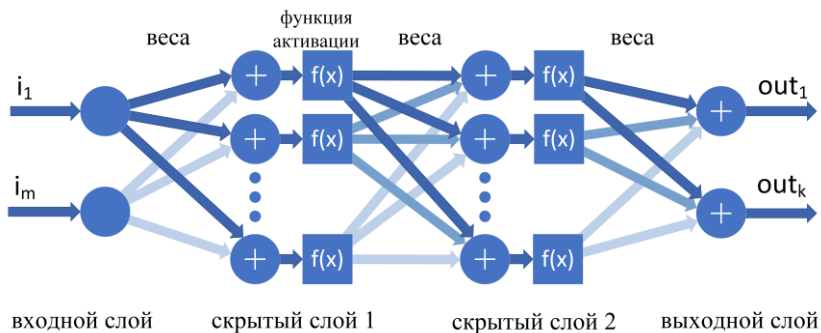 функция
активации
веса
веса
веса
+ f(x) + f(x)
i₁
out₁
+
+ f(x) + f(x)
iₘ
outₖ
+
+ f(x) + f(x)
входной слой
скрытый слой 1
скрытый слой 2
выходной слой